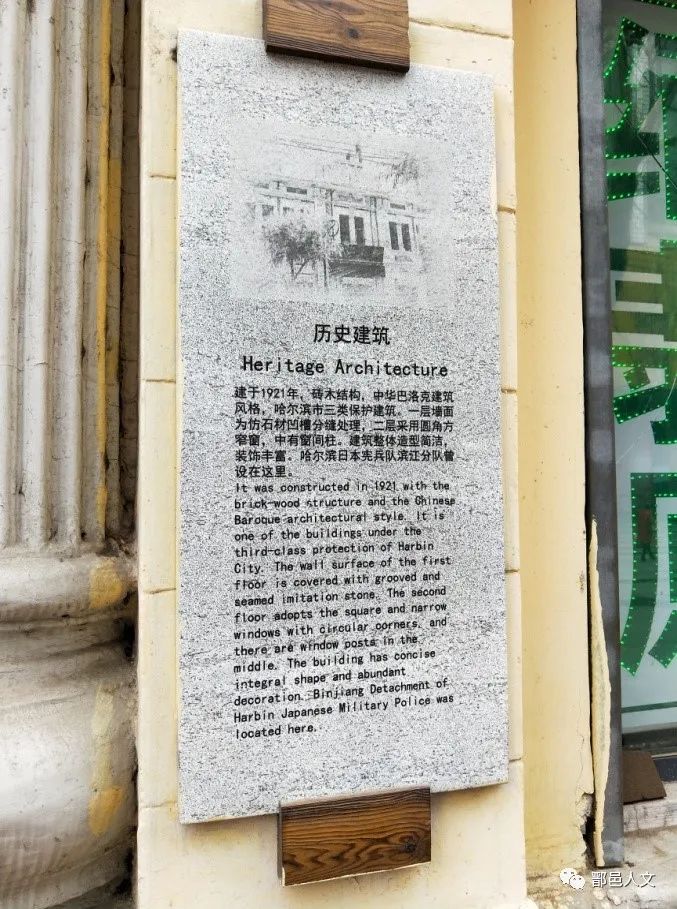 历史建筑
Heritage Architecture
建于1921年，砖木结构，中华巴洛克建筑
风格，哈尔滨市三类保护建筑。一层墙面
为仿石材凹槽分缝处理，二层采用圆角方
窄窗，中有窗间柱。建筑整体造型简洁，
装饰丰富。哈尔滨日本宪兵队滨江分队曾
设在这里。
It was constructed in 1921 with the
brick-wood structure and the Chinese
Baroque architectural style. It is
one of the buildings under the
third-class protection of Harbin
City. The wall surface of the first
floor is covered with grooved and
seamed imitation stone. The second
floor adopts the square and narrow
windows with circular corners, and
there are window posts in the
middle. The building has concise
integral shape and abundant
decoration. Binjiang Detachment of
Harbin Japanese Military Police was
located here.
鄯邑人文